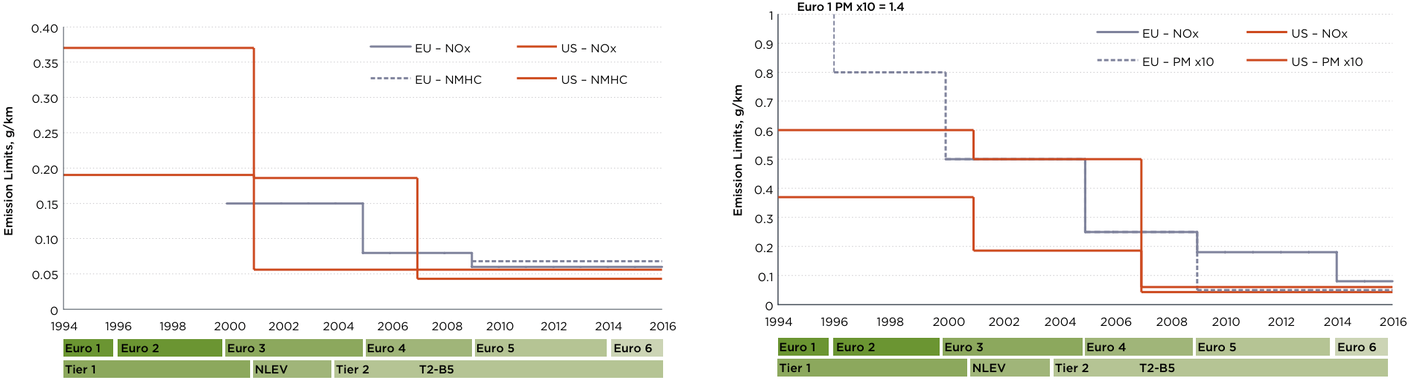 0.40
0.35
0.30
0.25
0.20
0.15
0.10
0.05
0
Emission Limits, g/km
EU – NOx
US – NOx
EU – NMHC
US – NMHC
1994 1996 1998 2000 2002 2004 2006 2008 2010 2012 2014 2016
Euro 1 Euro 2 Euro 3 Euro 4 Euro 5 Euro 6
Tier 1 NLEV Tier 2 T2-B5
Euro 1 PM x10 = 1.4
1
0.9
0.8
0.7
0.6
0.5
0.4
0.3
0.2
0.1
0
Emission Limits, g/km
EU – NOx
US – NOx
EU – PM x10
US – PM x10
1994 1996 1998 2000 2002 2004 2006 2008 2010 2012 2014 2016
Euro 1 Euro 2 Euro 3 Euro 4 Euro 5 Euro 6
Tier 1 NLEV Tier 2 T2-B5